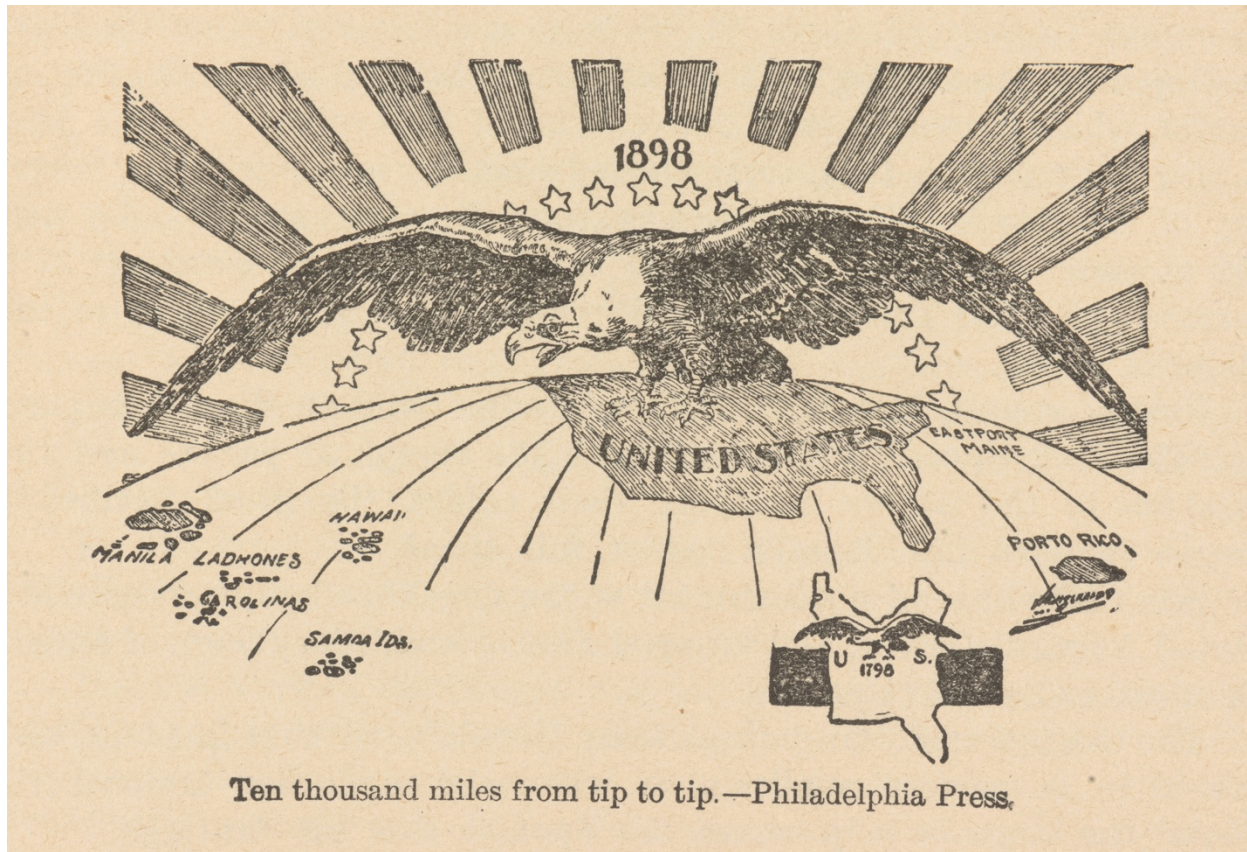 1898
UNITED STATES
EASTPORT
MAINE
HAWAII
MANILA
LADRONES
CAROLINAS
SAMOA IDS.
PORTO RICO
U S.
1798
Ten thousand miles from tip to tip.—Philadelphia Press.